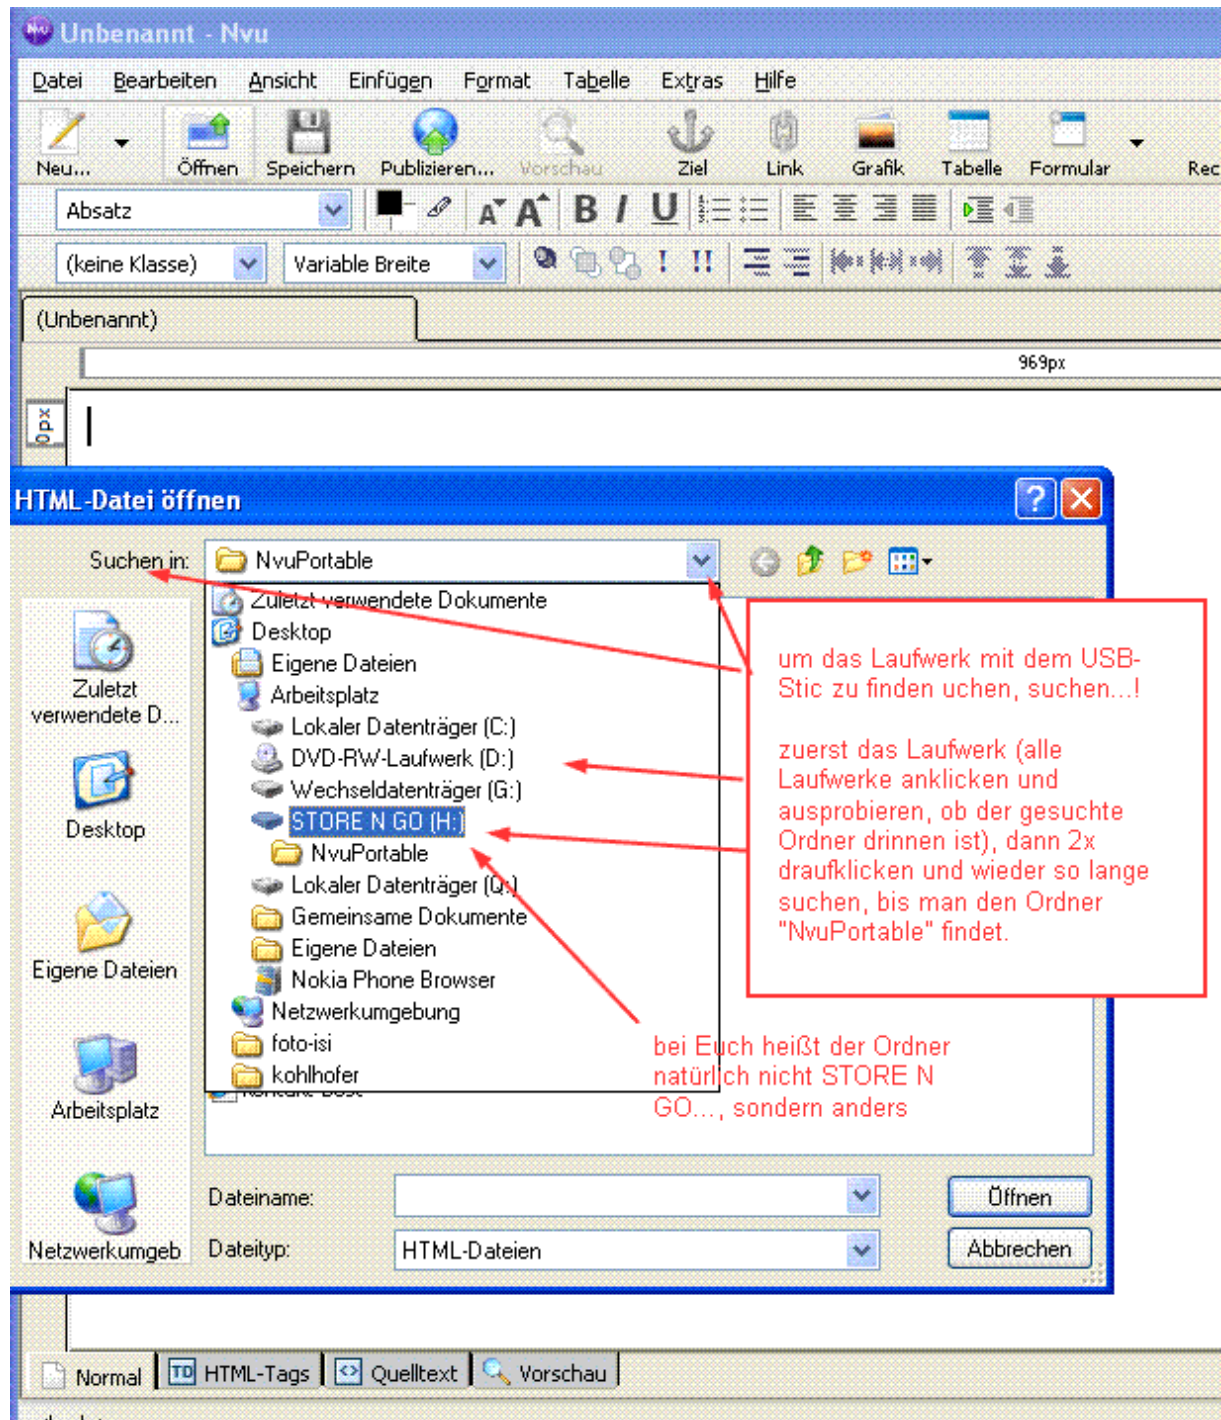 Unbenannt - Nvu
Datei Bearbeiten Ansicht Einfügen Format Tabelle Extras Hilfe
Neu... Öffnen Speichern Publizieren... Vorschau Ziel Link Grafik Tabelle Formular Rec
Absatz
(keine Klasse) Variable Breite
(Unbenannt)
969px
0px
HTML-Datei öffnen
Suchen in: NvuPortable
Zuletzt verwendete Dokumente
Desktop
Eigene Dateien
Arbeitsplatz
Lokaler Datenträger (C:)
DVD-RW-Laufwerk (D:)
Wechseldatenträger (G:)
STORE N GO (H:)
NvuPortable
Lokaler Datenträger (Q:)
Gemeinsame Dokumente
Eigene Dateien
Nokia Phone Browser
Netzwerkumgebung
foto-isi
kohlhofer
Zuletzt
verwendete D...
Desktop
Eigene Dateien
Arbeitsplatz
Netzwerkumgeb
um das Laufwerk mit dem USB-
Stic zu finden uchen, suchen...!
zuerst das Laufwerk (alle
Laufwerke anklicken und
ausprobieren, ob der gesuchte
Ordner drinnen ist), dann 2x
draufklicken und wieder so lange
suchen, bis man den Ordner
"NvuPortable" findet.
bei Euch heißt der Ordner
natürlich nicht STORE N
GO..., sondern anders
Dateiname: Öffnen
Dateityp: HTML-Dateien Abbrechen
Normal HTML-Tags Quelltext Vorschau